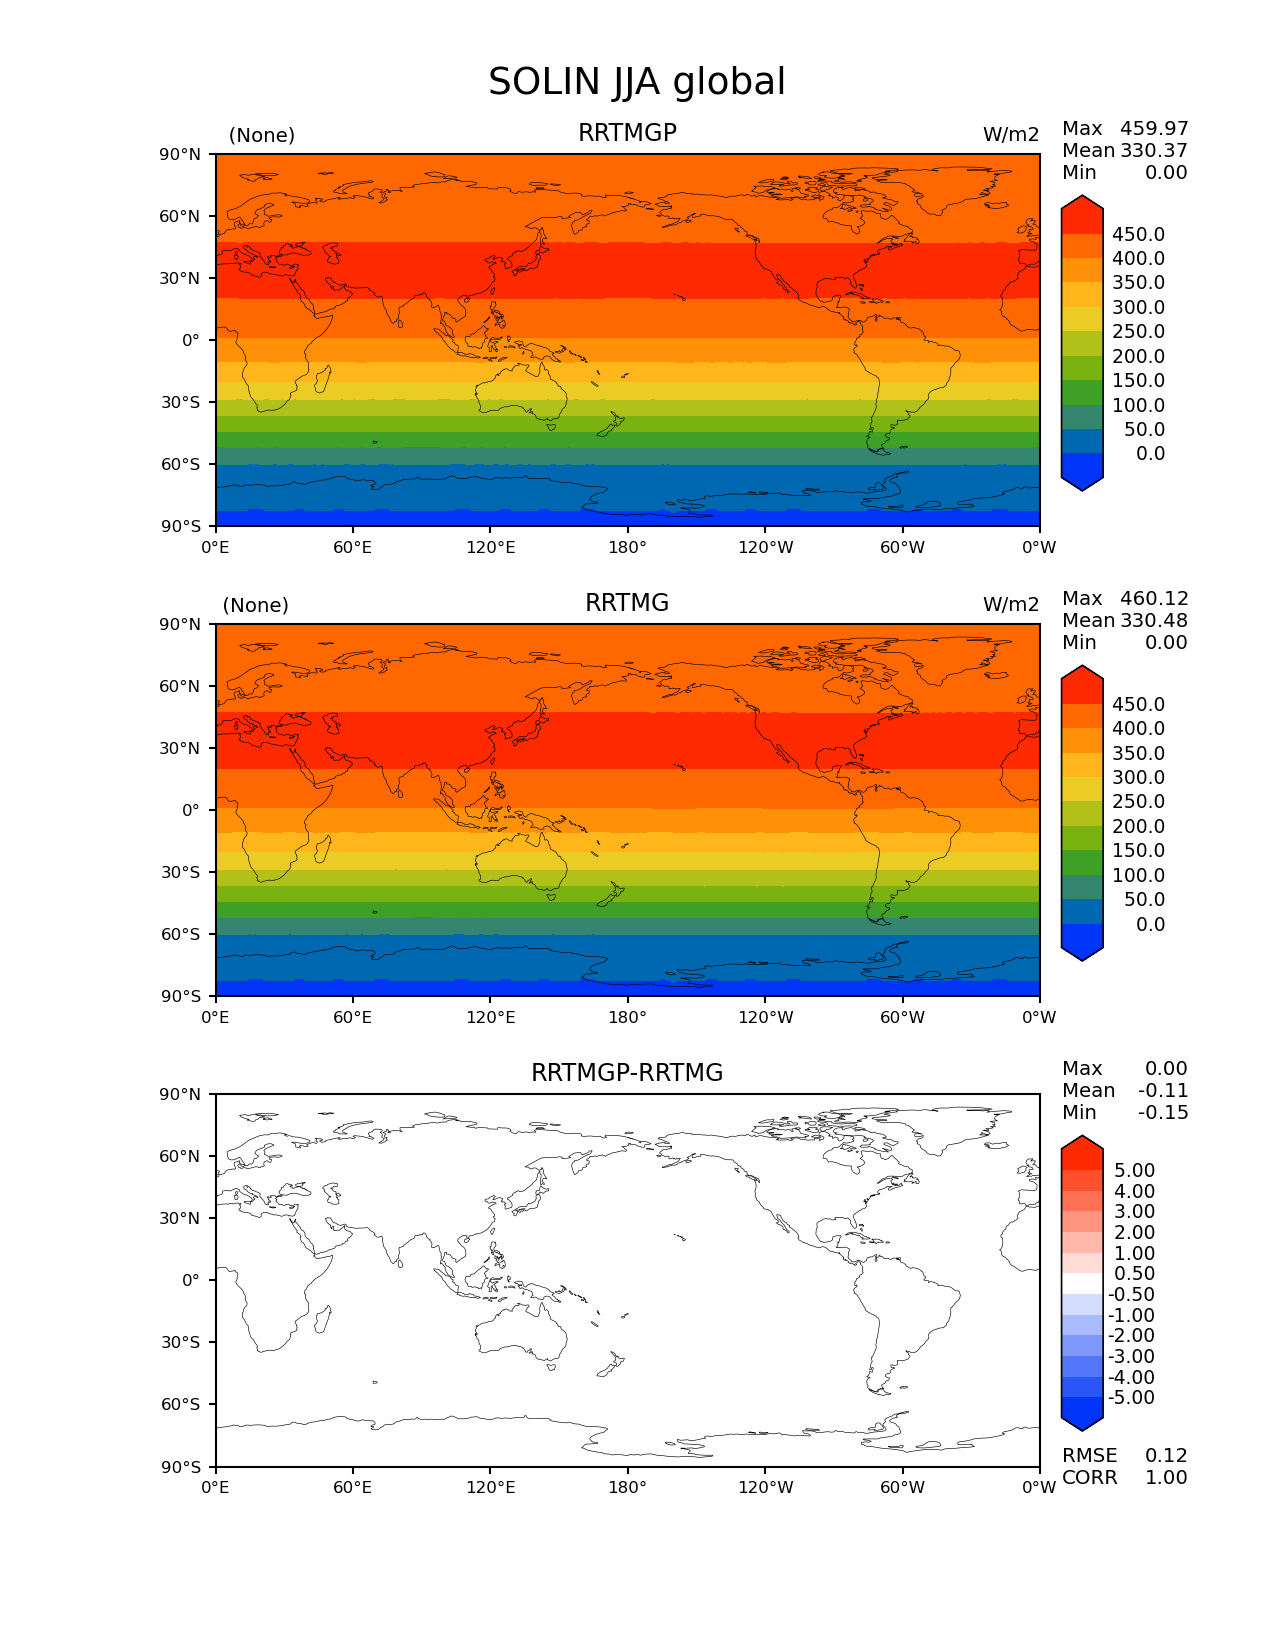 SOLIN JJA global
(None) RRTMGP W/m2
Max 459.97
Mean 330.37
Min 0.00
90°N
60°N
30°N
0°
30°S
60°S
90°S
0°E 60°E 120°E 180° 120°W 60°W 0°W
450.0
400.0
350.0
300.0
250.0
200.0
150.0
100.0
50.0
0.0
(None) RRTMG W/m2
Max 460.12
Mean 330.48
Min 0.00
90°N
60°N
30°N
0°
30°S
60°S
90°S
0°E 60°E 120°E 180° 120°W 60°W 0°W
450.0
400.0
350.0
300.0
250.0
200.0
150.0
100.0
50.0
0.0
RRTMGP-RRTMG
Max 0.00
Mean -0.11
Min -0.15
90°N
60°N
30°N
0°
30°S
60°S
90°S
0°E 60°E 120°E 180° 120°W 60°W 0°W
5.00
4.00
3.00
2.00
1.00
0.50
-0.50
-1.00
-2.00
-3.00
-4.00
-5.00
RMSE 0.12
CORR 1.00